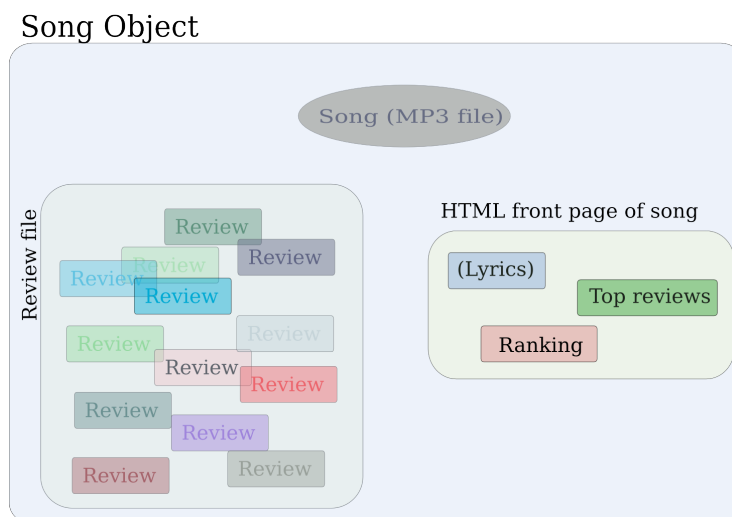 Song Object
Song (MP3 file)
Review file
Review
Review
Review
Review
Review
Review
Review
Review
Review
Review
Review
Review
Review
HTML front page of song
(Lyrics)
Top reviews
Ranking